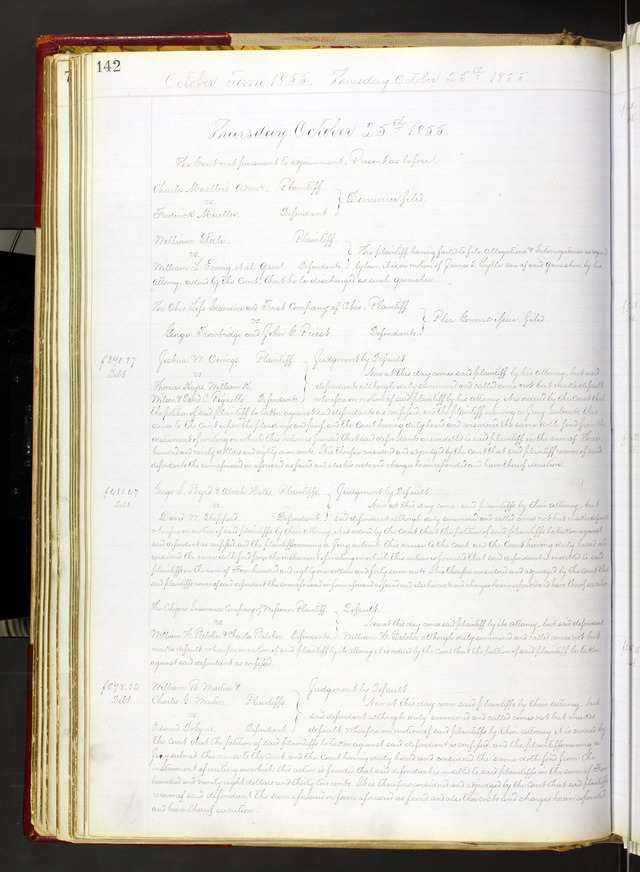 142
October Term 1855. Thursday October 25th 1855.
Thursday October 25th 1855.
The Court met pursuant to adjournment. Present as before.
Charles Mueller's Plaintiff
vs } Demurrer filed.
Frederick Mueller. Defendant
William Steele. Plaintiff
vs } The plaintiff having failed to file Allegations & Interrogatories as required
William L. Ewing et als Defendants by law, it is on motion of James E. Lytle one of said garnishees by his
attorney, ordered by the Court that he be discharged as such garnishee.
The Ohio Life Insurance and Trust Company of Ohio. Plaintiff
vs } Plea General issue filed
George Trowbridge and John G. Priest. Defendants
Joshua W. Owings, Plaintiff } Judgment by Default
Debt vs Now at this day comes said plaintiff by his attorney, but said
Thomas Keyes, William K. defendants although duly summoned and called come not but make default
Wilson & Defendants wherefore on motion of said plaintiff by his attorney, it is ordered by the Court that
the petition of said plaintiff be taken against said defendants as confessed, and the plaintiff waiving a Jury submits this
cause to the Court upon the pleadings and proof and the Court having duly heard and considered the same doth find from the
instrument of writing on which this action is founded that said defendants are indebted to said plaintiff in the sum of Three
hundred and ninety dollars and eighty seven cents. It is therefore considered and adjudged by the Court that said plaintiff recover of said
defendants the sum aforesaid in as found and also his costs and charges herein expended and have thereof execution.
George S. & Plaintiffs } Judgment by Default.
Debt vs Now at this day come said plaintiffs by their attorney, but
David W. Sheppard Defendant said defendant although duly summoned and called comes not but makes default
wherefore on motion of said plaintiffs by their attorney it is ordered by the Court that the petition of said plaintiffs be taken against
said defendant as confessed and the plaintiffs waiving a Jury submit this cause to the Court and the Court having duly heard and
considered the same doth find from the instrument of writing on which this action is founded that said defendant is indebted to said
plaintiffs in the sum of hundred and eighty one dollars and forty seven cents. It is therefore considered and adjudged by the Court that
said plaintiffs recover of said defendant the sum aforesaid in form aforesaid as found and also costs and charges herein expended and have thereof execution
The Citizens Insurance Company of Missouri, Plaintiff } Default.
vs Now at this day comes said plaintiff by its attorney, but said defendant
William H. Belcher & Charles Belcher. Defendants William H. Belcher although duly summoned and called comes not but
makes default, wherefore on motion of said plaintiff by its attorney it is ordered by the Court that the petition of said plaintiff be taken
against said defendant as confessed.
William B. Martin & } Judgment by Default.
Debt Charles G. Martin. Plaintiffs Now at this day come said plaintiffs by their attorney, but
vs said defendant although duly summoned and called comes not but makes
Edward Dobyns. Defendant default, wherefore on motion of said plaintiffs by their attorney it is ordered by
the Court that the petition of said plaintiffs be taken against said defendant as confessed, and the plaintiffs waiving a
Jury submit this cause to the Court and the Court having duly heard and considered the same doth find from the
instrument of writing on which this action is founded that said defendant is indebted to said plaintiffs in the sum of
hundred and ninety eight dollars and thirty two cents. It is therefore considered and adjudged by the Court that said plaintiffs
recover of said defendant the sum aforesaid in form aforesaid as found and also their costs and charges herein expended
and have thereof execution.